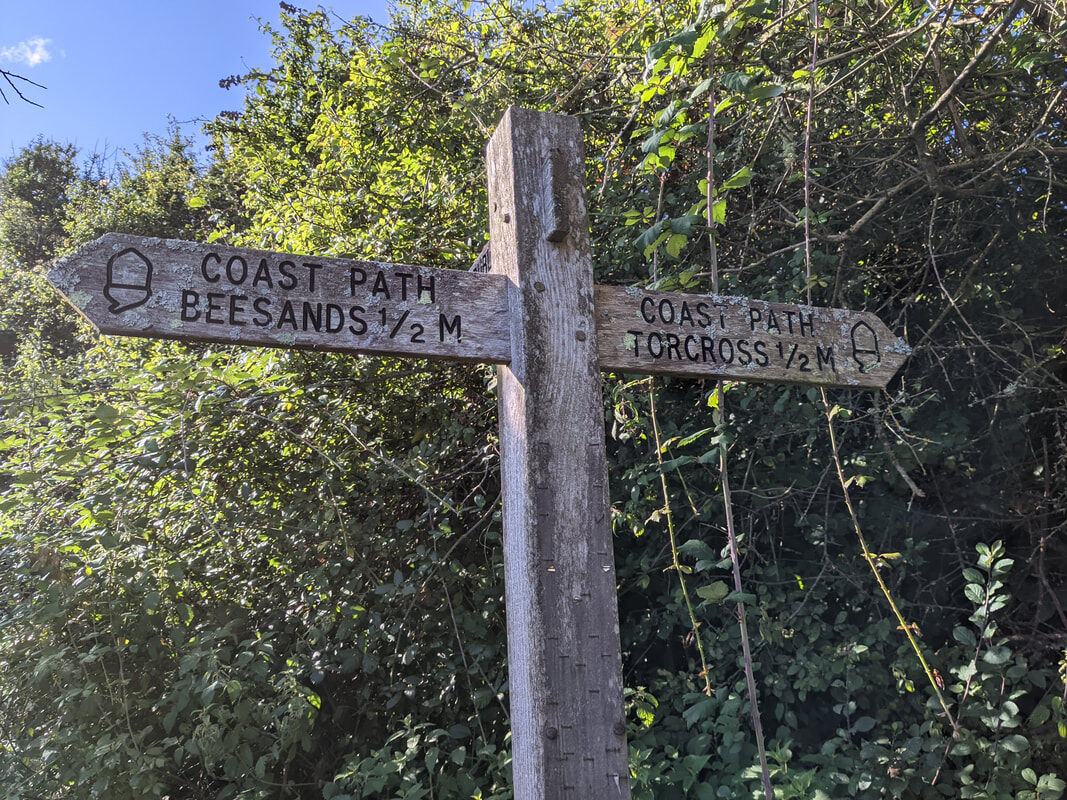 COAST PATH
BEESANDS 1/2 M
COAST PATH
TORCROSS 1/2 M